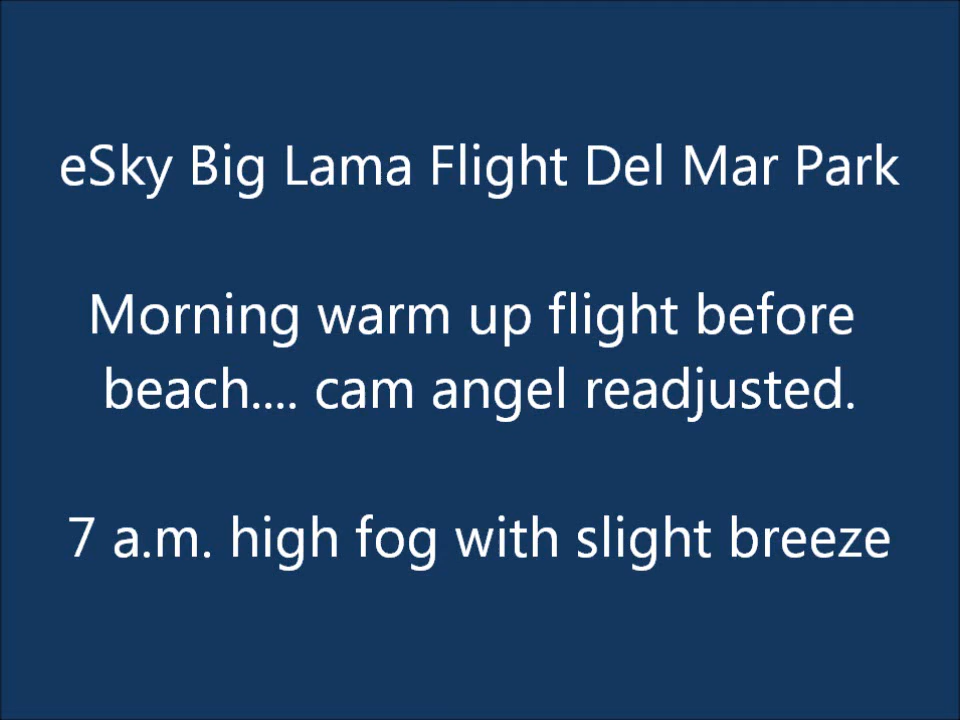 eSky Big Lama Flight Del Mar Park
Morning warm up flight before
beach.... cam angel readjusted.
7 a.m. high fog with slight breeze